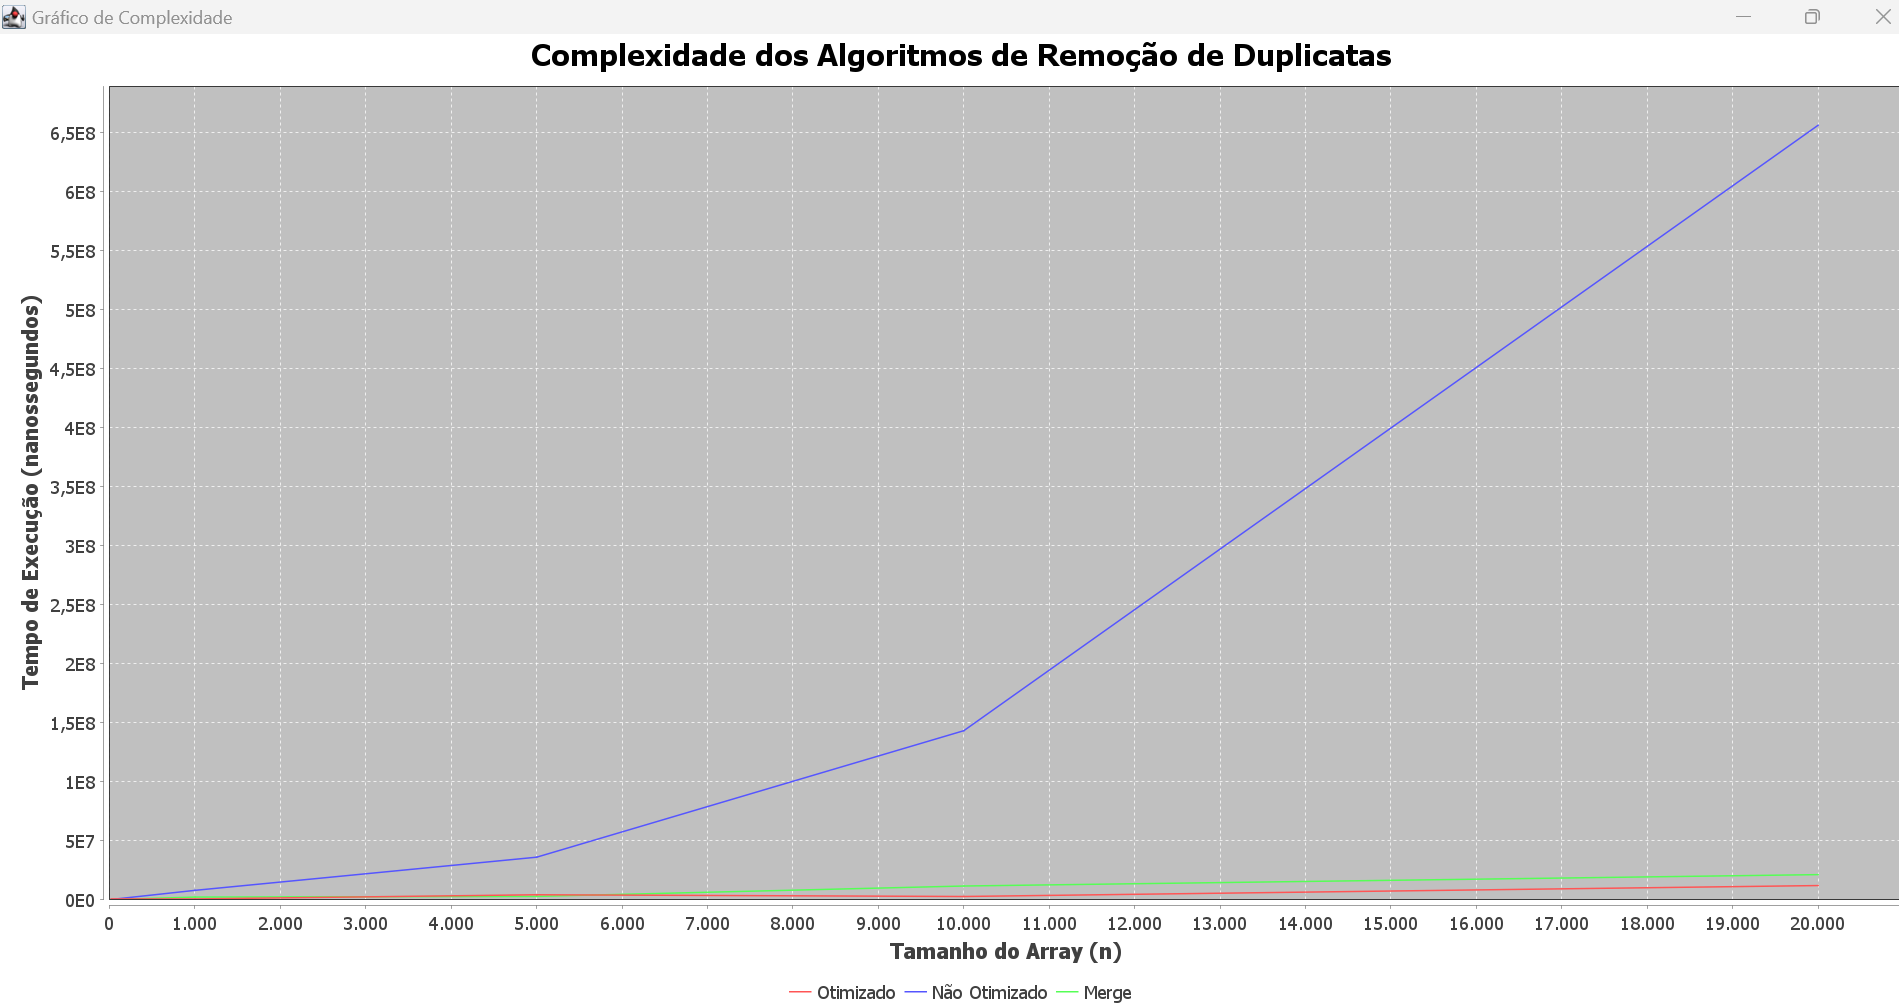 Gráfico de Complexidade
Complexidade dos Algoritmos de Remoção de Duplicatas
Tempo de Execução (nanossegundos)
6,5E8
6E8
5,5E8
5E8
4,5E8
4E8
3,5E8
3E8
2,5E8
2E8
1,5E8
1E8
5E7
0E0
0 1.000 2.000 3.000 4.000 5.000 6.000 7.000 8.000 9.000 10.000 11.000 12.000 13.000 14.000 15.000 16.000 17.000 18.000 19.000 20.000
Tamanho do Array (n)
Otimizado Não Otimizado Merge